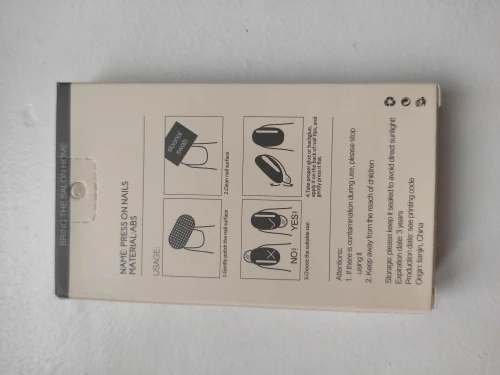 BRING THE SALON HOME
NAME: PRESS ON NAILS
MATERIAL:ABS
USAGE:
1.Gently polish the nail surface
alcohol
swab
2.Clean nail surface
NO!
YES!
3.Choose the suitable size
4.Take proper glue or backglue,
apply it on the back of nail tips, and
gently press it flat.
Attentions:
1. If there is contamination during use, please stop
using it
2. Keep away from the reach of children
Storage: please keep it sealed to avoid direct sunlight!
Expiration date: 3 years
Production date: see printing code
Origin: tianjin, China